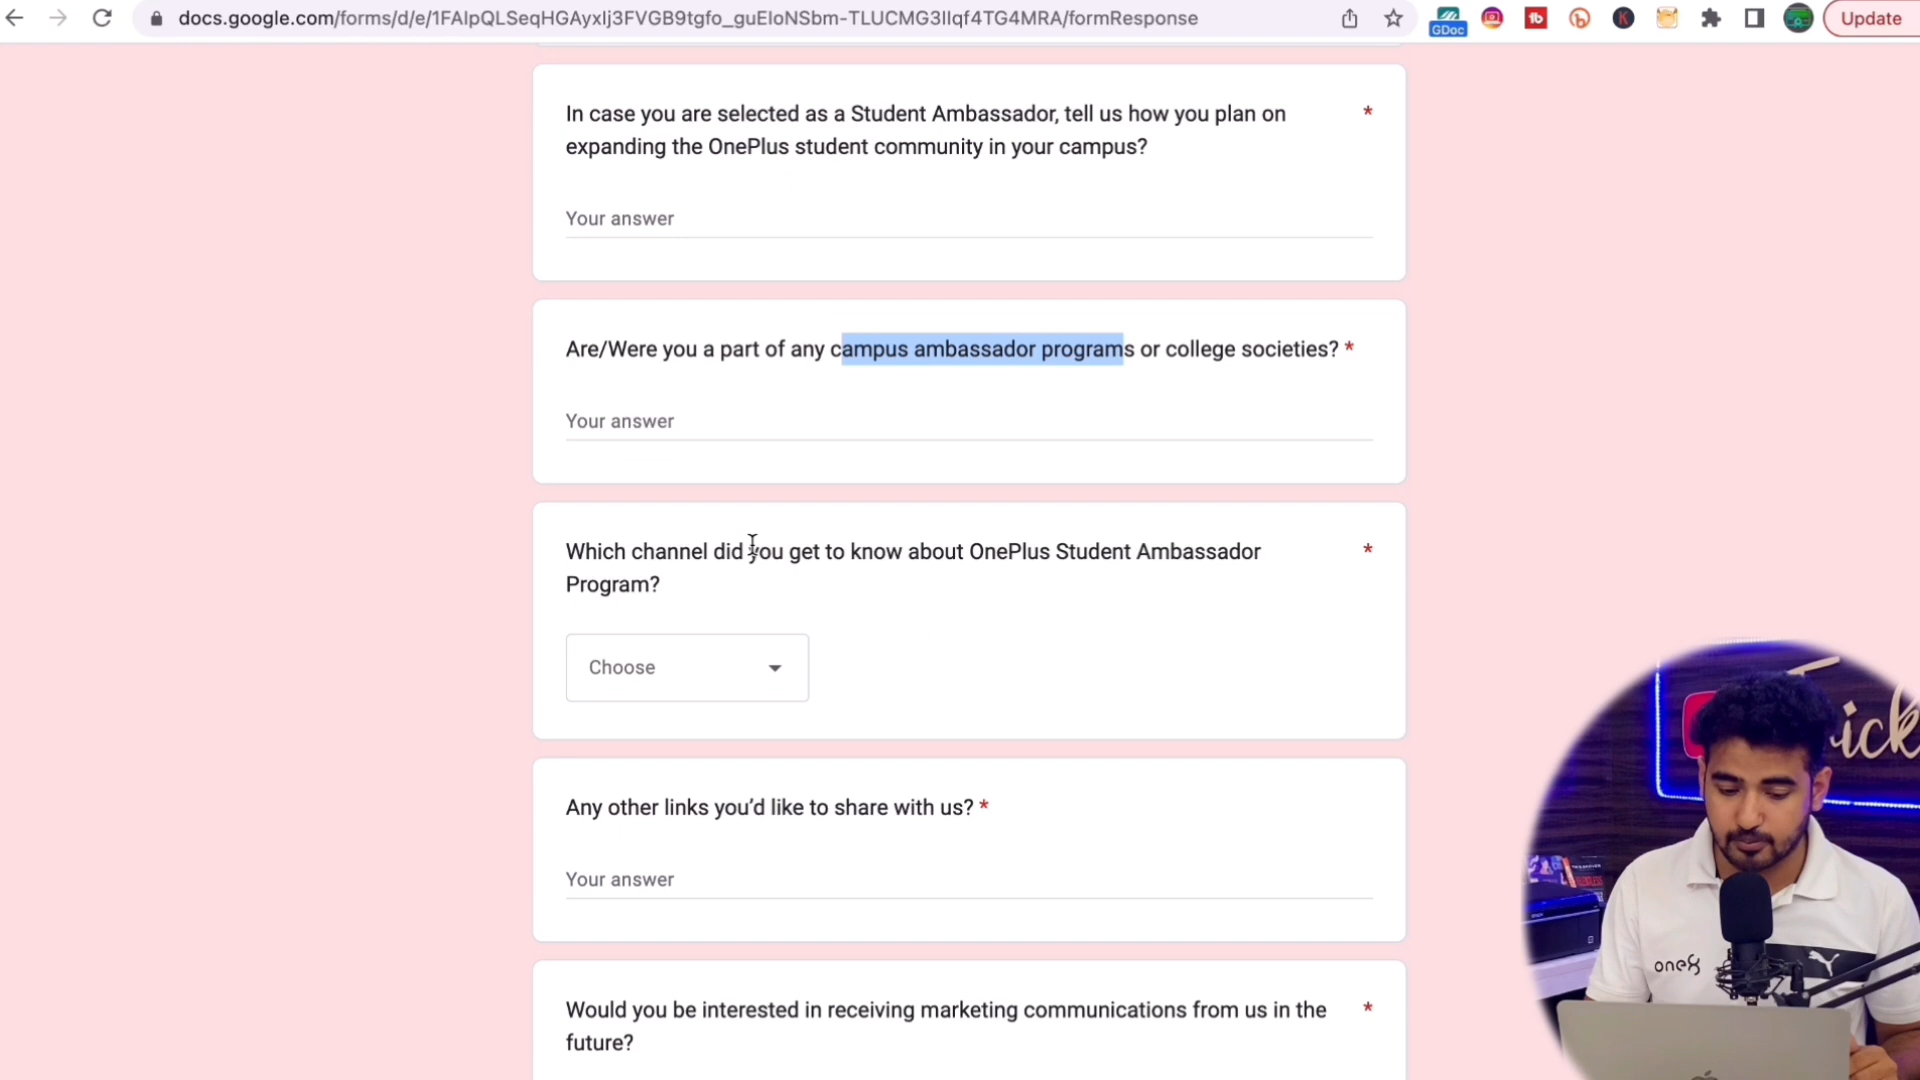 docs.google.com/forms/d/e/1FAIpQLSeqHGAyxIj3FVGB9tgfo_guEIoNSbm-TLUCMG3lIqf4TG4MRA/formResponse
GDoc
tb
b
K
Update
In case you are selected as a Student Ambassador, tell us how you plan on *
expanding the OnePlus student community in your campus?
Your answer
Are/Were you a part of any campus ambassador programs or college societies? *
Your answer
Which channel did you get to know about OnePlus Student Ambassador *
Program?
Choose
Any other links you’d like to share with us? *
Your answer
Would you be interested in receiving marketing communications from us in the *
future?
one8